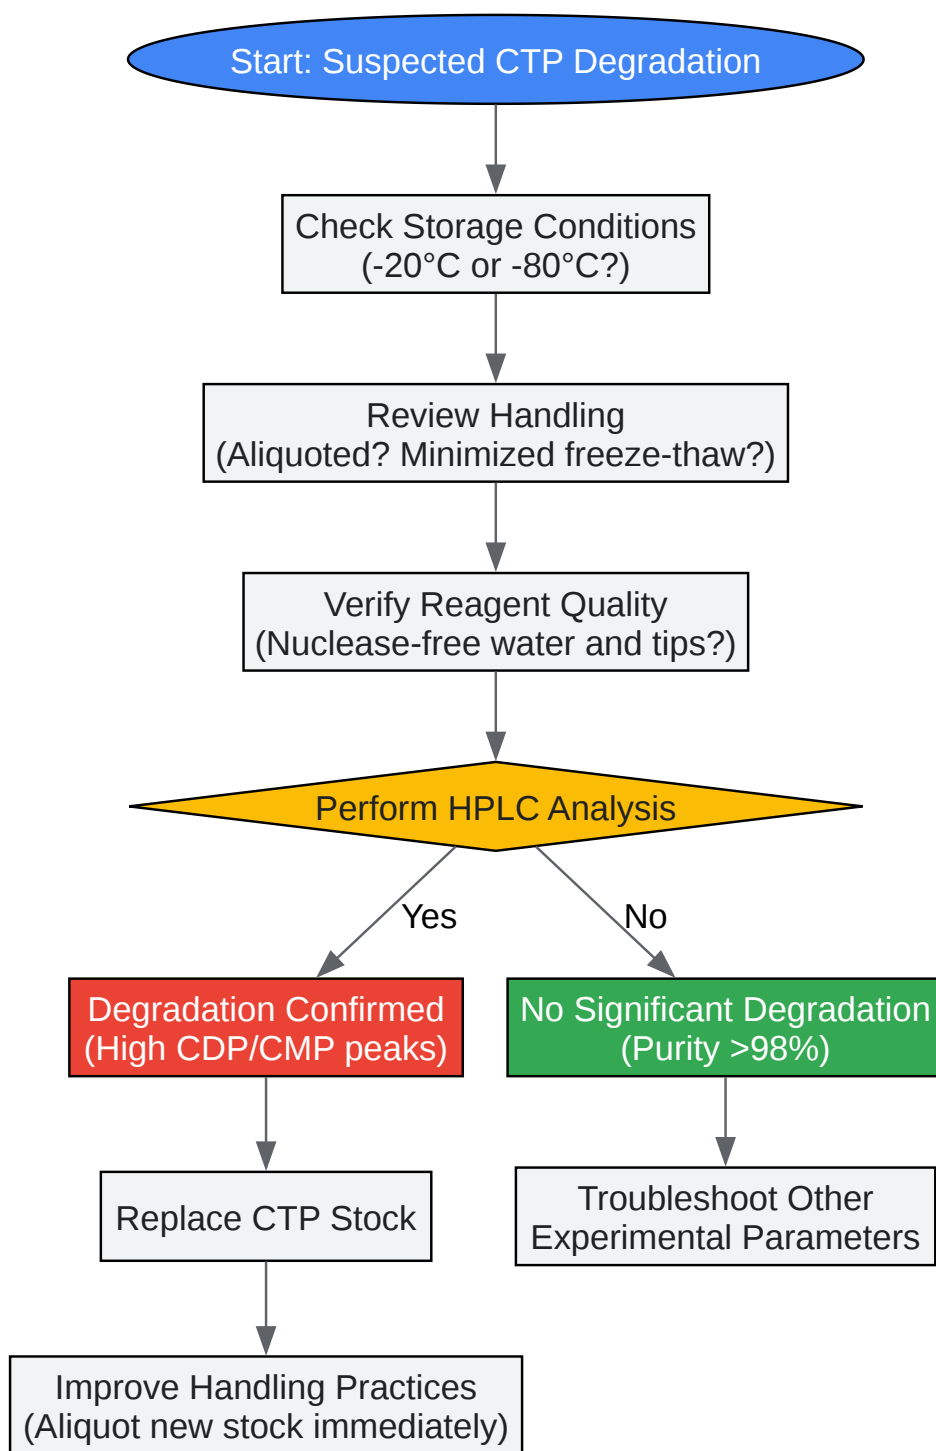 Start: Suspected CTP Degradation
Check Storage Conditions
(-20°C or -80°C?)
Review Handling
(Aliquoted? Minimized freeze-thaw?)
Verify Reagent Quality
(Nuclease-free water and tips?)
Perform HPLC Analysis
Yes
No
Degradation Confirmed
(High CDP/CMP peaks)
No Significant Degradation
(Purity >98%)
Replace CTP Stock
Troubleshoot Other
Experimental Parameters
Improve Handling Practices
(Aliquot new stock immediately)